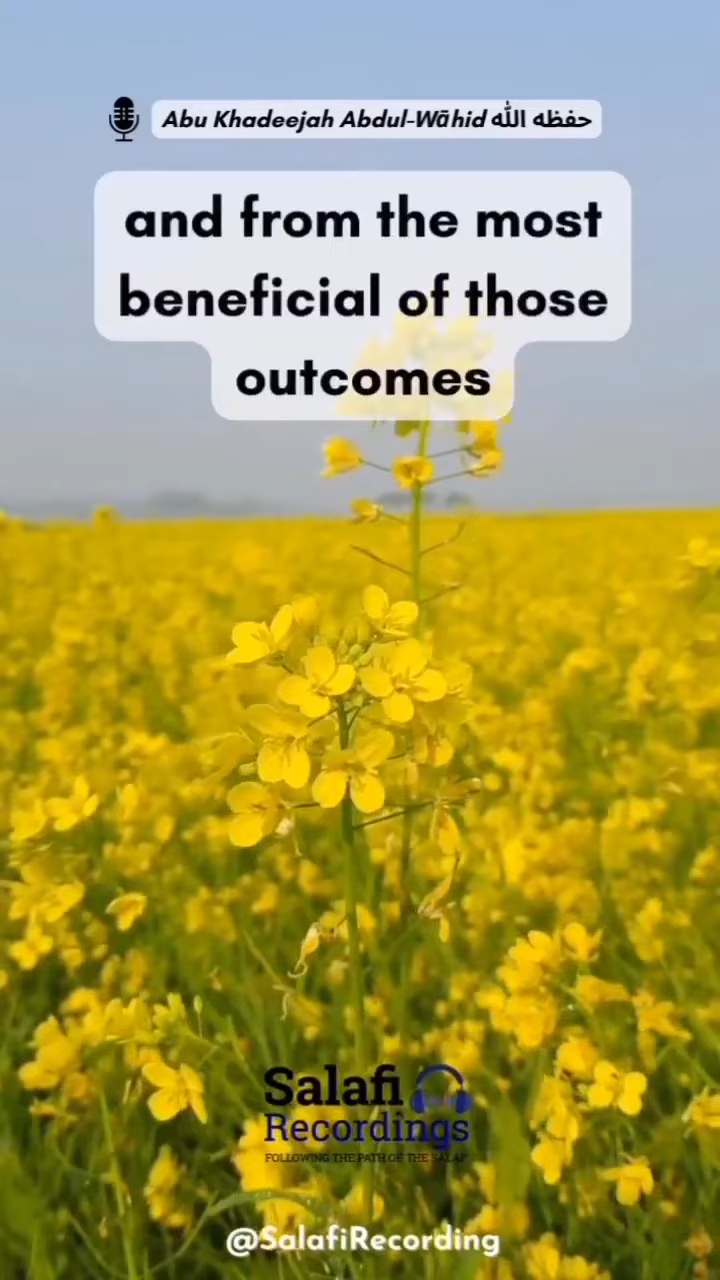 Abu Khadeejah Abdul-Wāhid حفظه الله
and from the most
beneficial of those
outcomes
Salafi
Recordings
FOLLOWING THE PATH OF THE SALAF
@SalafiRecording